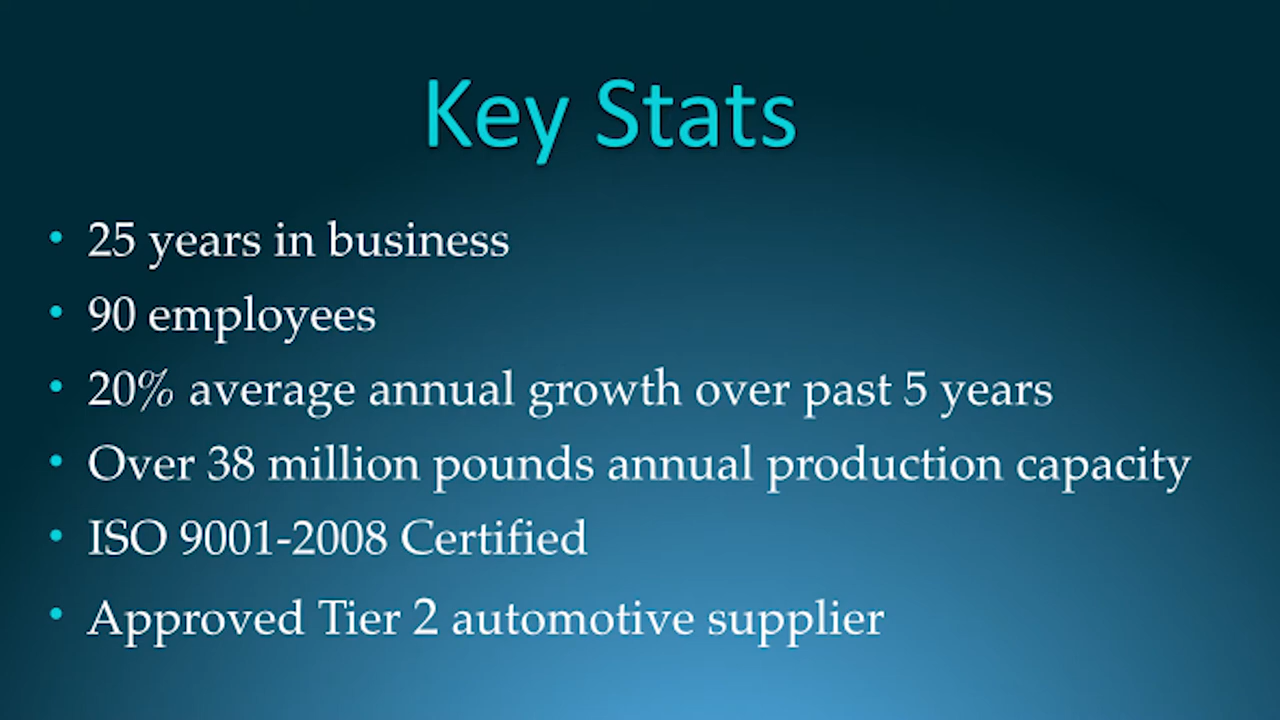 Key Stats
• 25 years in business
• 90 employees
• 20% average annual growth over past 5 years
• Over 38 million pounds annual production capacity
• ISO 9001-2008 Certified
• Approved Tier 2 automotive supplier